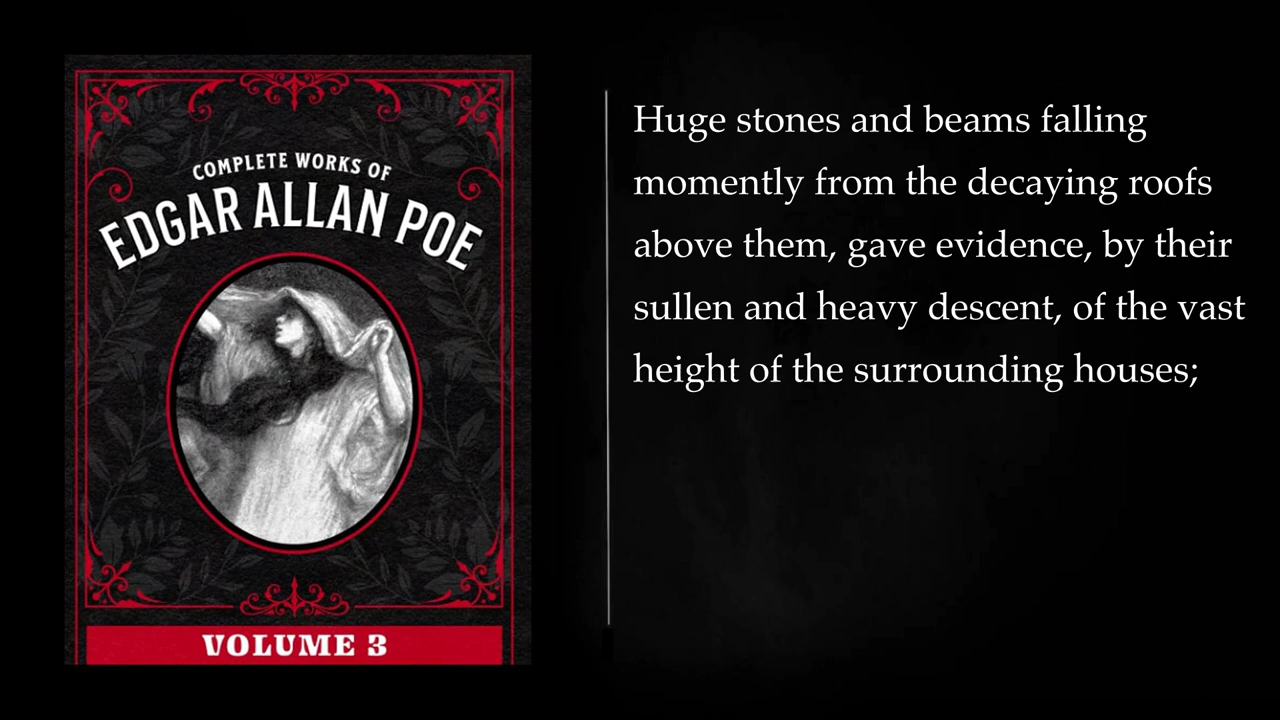 COMPLETE WORKS OF
EDGAR ALLAN POE
VOLUME 3
Huge stones and beams falling
momently from the decaying roofs
above them, gave evidence, by their
sullen and heavy descent, of the vast
height of the surrounding houses;